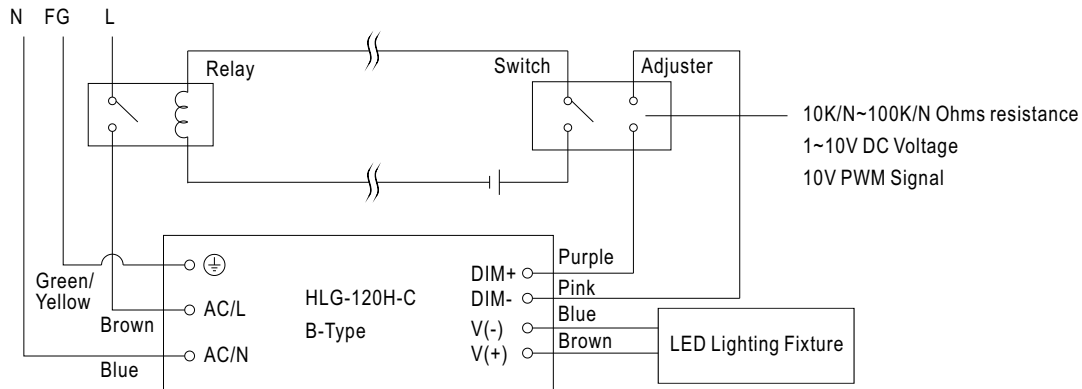 N FG L
Relay
Switch
Adjuster
10K/N~100K/N Ohms resistance
1~10V DC Voltage
10V PWM Signal
Green/
Yellow
Brown
Blue
AC/L
AC/N
HLG-120H-C
B-Type
DIM+
DIM-
V(-)
V(+)
Purple
Pink
Blue
Brown
LED Lighting Fixture